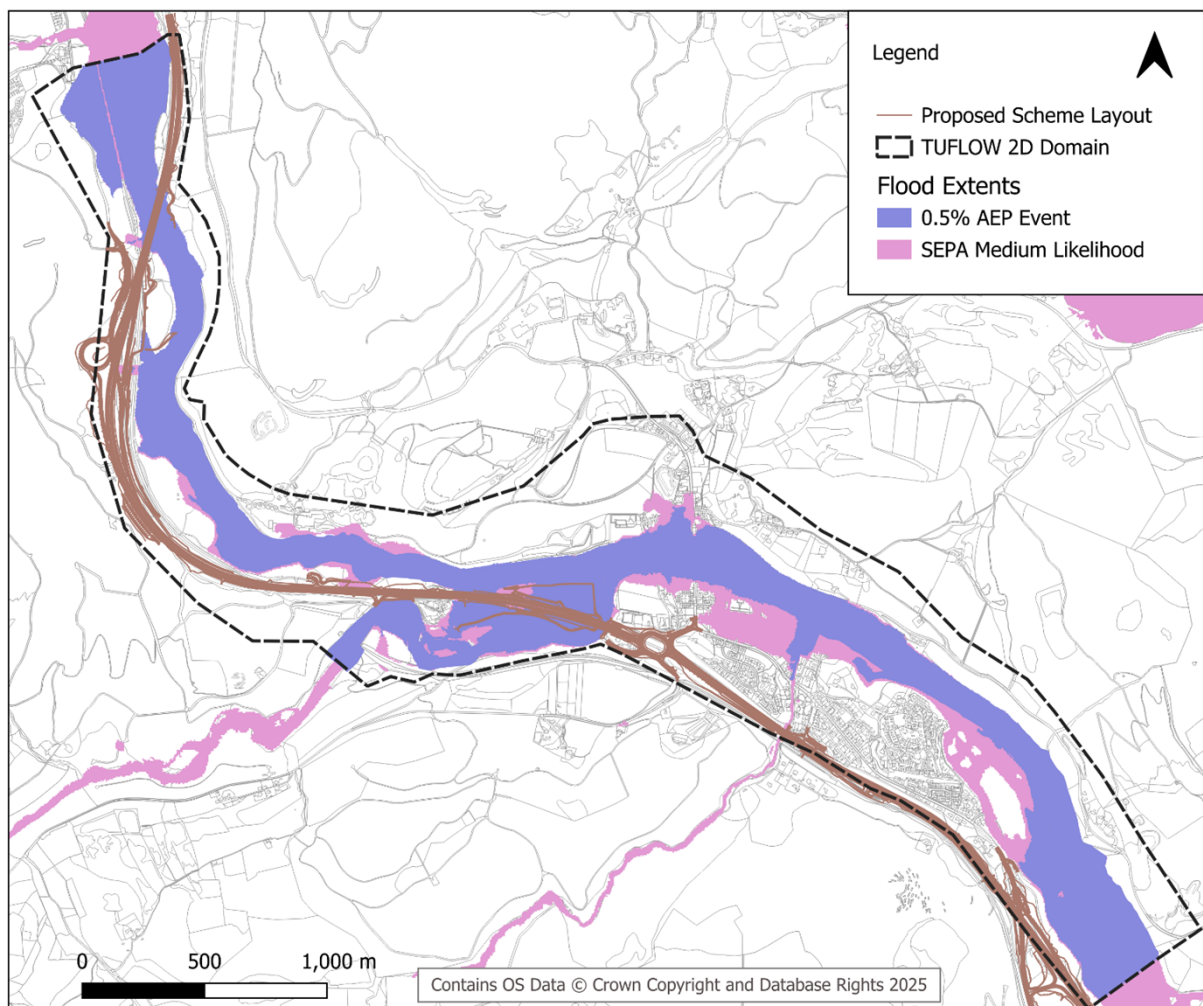 Legend
Proposed Scheme Layout
TUFLOW 2D Domain
Flood Extents
0.5% AEP Event
SEPA Medium Likelihood
0 500 1,000 m
Contains OS Data © Crown Copyright and Database Rights 2025